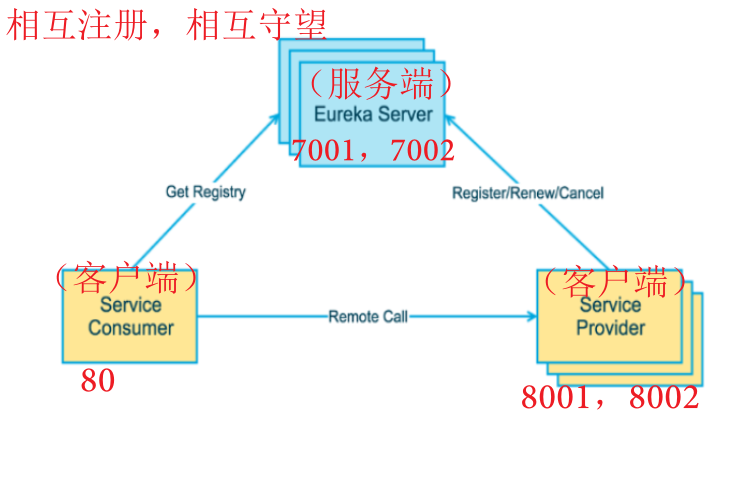 相互注册，相互守望
（服务端）
Eureka Server
7001，7002
Get Registry
Register/Renew/Cancel
（客户端）
Service
Consumer
80
Remote Call
（客户端）
Service
Provider
8001，8002